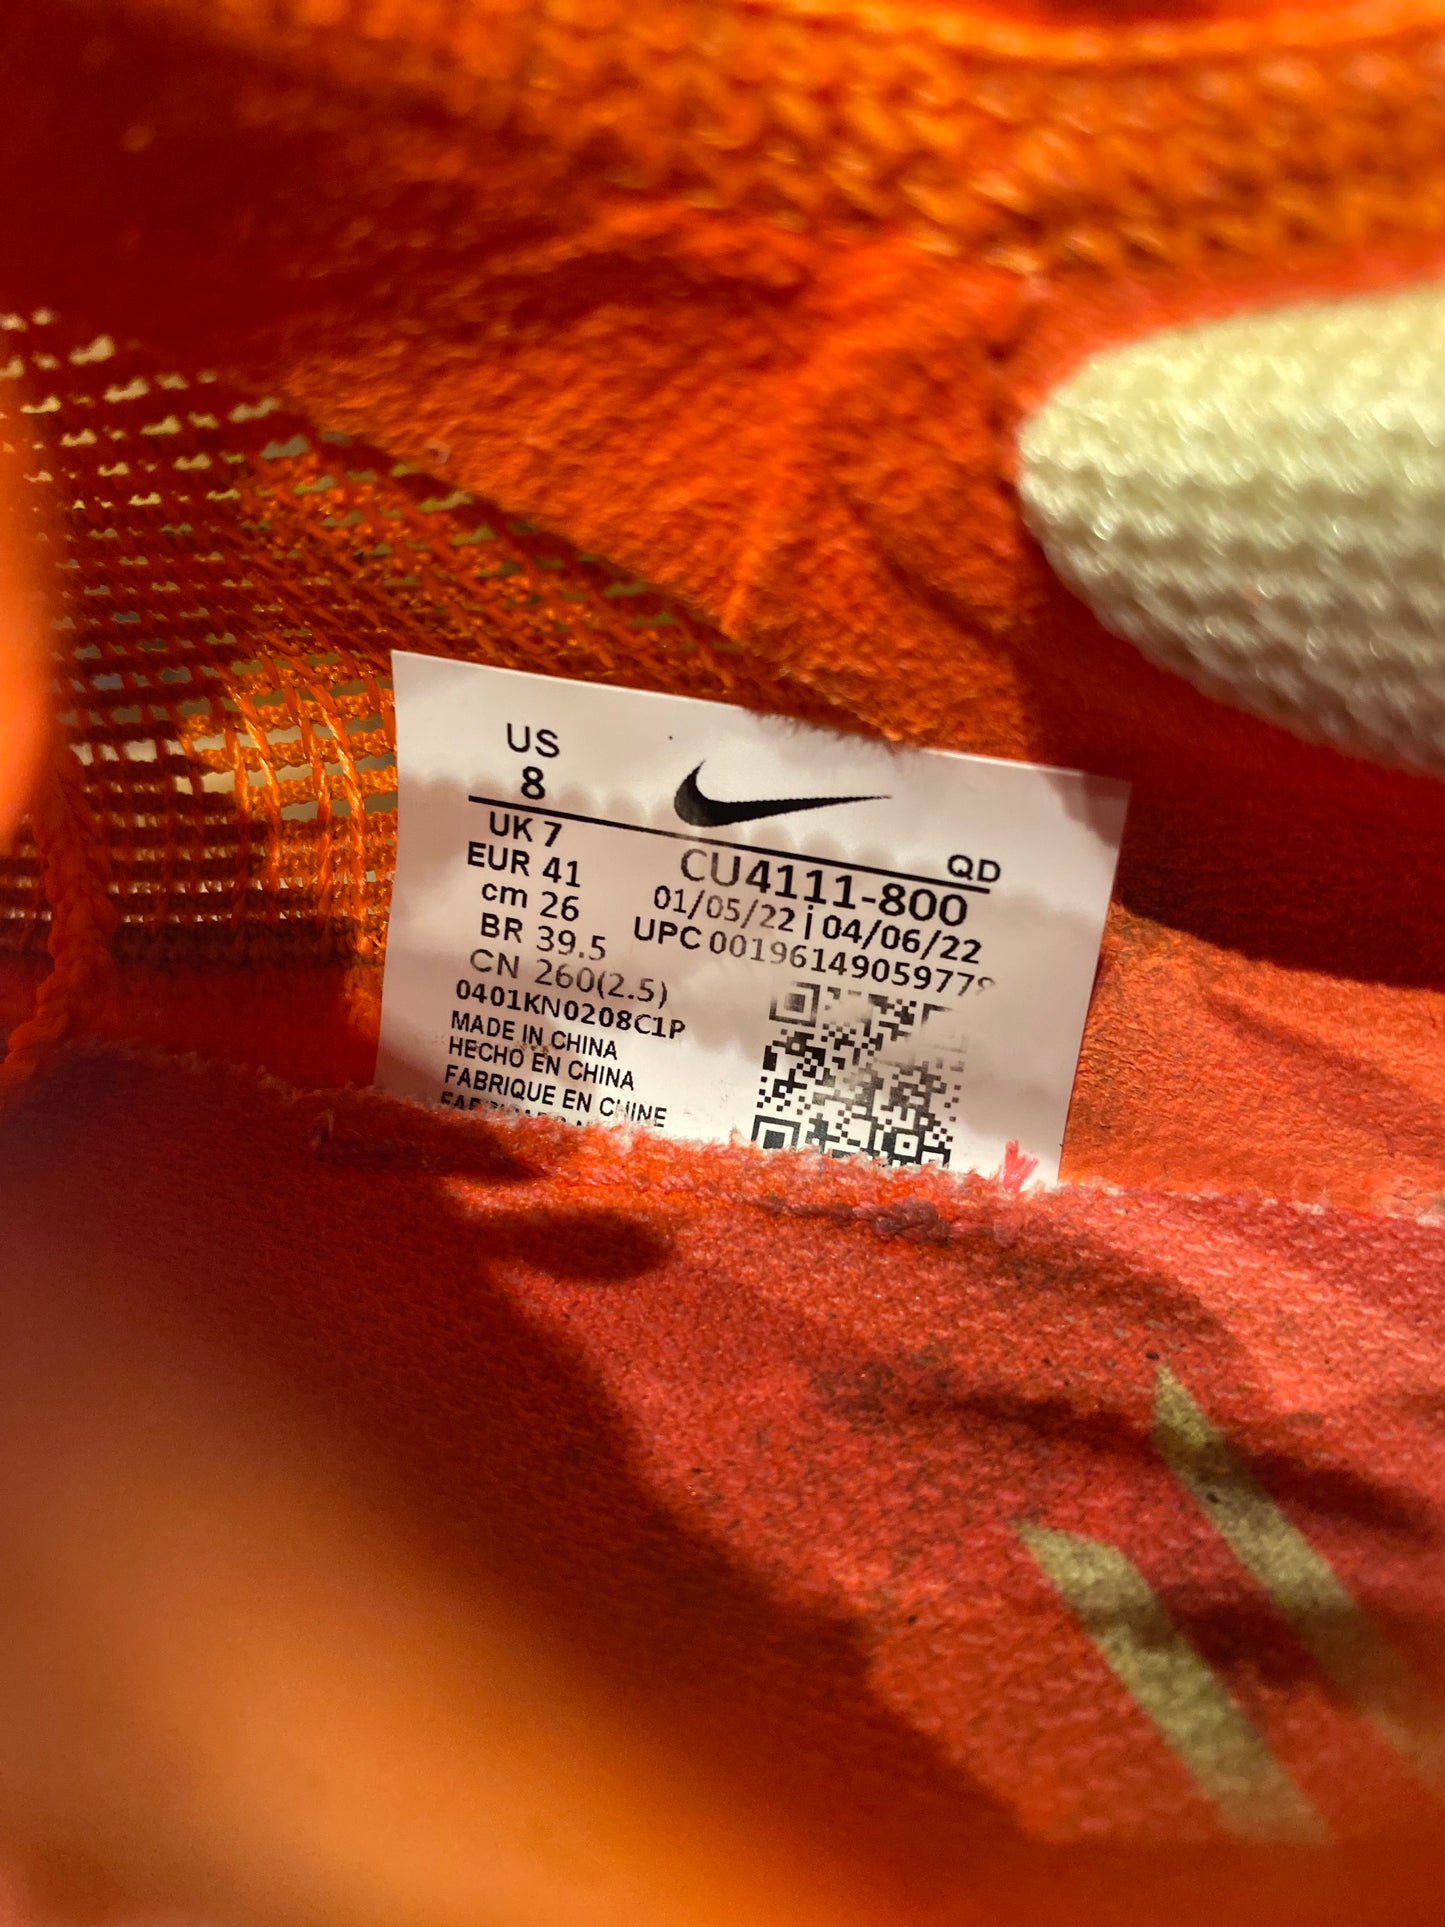 US
8
UK 7
EUR 41
cm 26
BR 39.5
CN 260(2.5)
0401KN0208C1P
MADE IN CHINA
HECHO EN CHINA
FABRIQUE EN CHINE
QD
CU4111-800
01/05/22 | 04/06/22
UPC